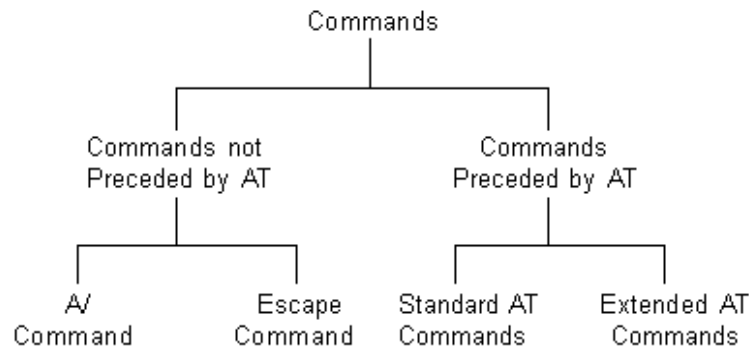 Commands
Commands not
Preceded by AT
Commands
Preceded by AT
A/
Command
Escape
Command
Standard AT
Commands
Extended AT
Commands